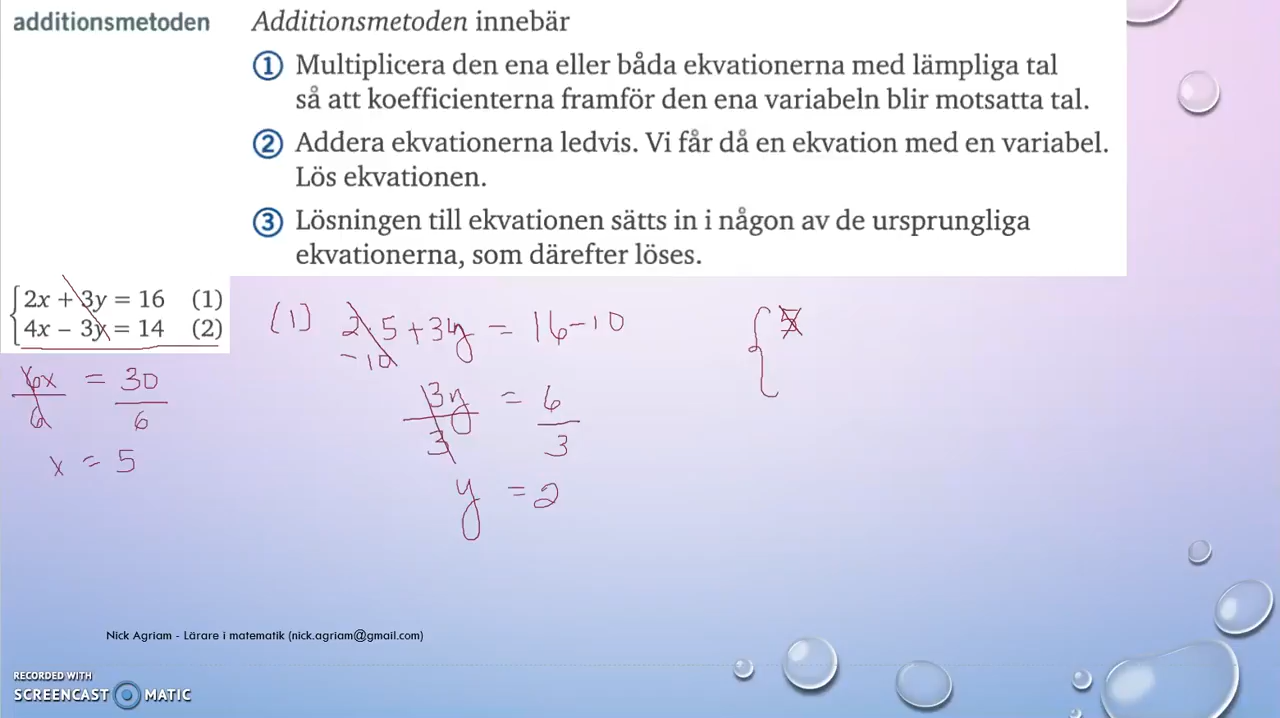 additionsmetoden
Additionsmetoden innebär
① Multiplicera den ena eller båda ekvationerna med lämpliga tal
så att koefficienterna framför den ena variabeln blir motsatta tal.
② Addera ekvationerna ledvis. Vi får då en ekvation med en variabel.
Lös ekvationen.
③ Lösningen till ekvationen sätts in i någon av de ursprungliga
ekvationerna, som därefter löses.
2x + 3y = 16 (1)
4x − 3y = 14 (2)
6x = 30
6 6
x = 5
(1) 2·5 + 3y = 16 - 10
-10
3y = 6
3 3
y = 2
{
Nick Agriam - Lärare i matematik (nick.agriam@gmail.com)
RECORDED WITH
SCREENCAST MATIC